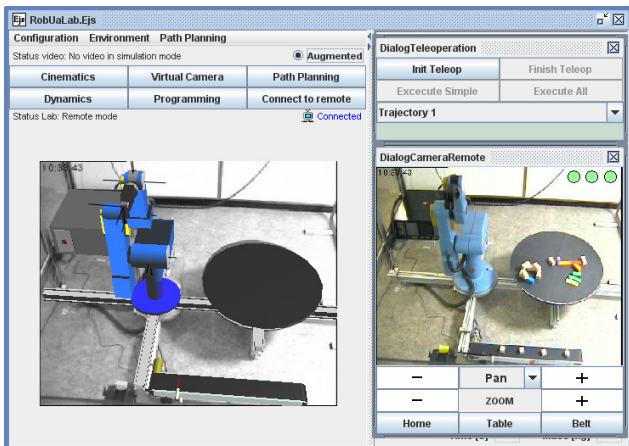 RobUaLab.Ejs
Configuration Environment Path Planning
Status video: No video in simulation mode
Augmented
Cinematics Virtual Camera Path Planning
Dynamics Programming Connect to remote
Status Lab: Remote mode
Connected
DialogTeleoperation
Init Teleop Finish Teleop
Excecute Simple Execute All
Trajectory 1
DialogCameraRemote
− Pan +
− ZOOM +
Home Table Belt